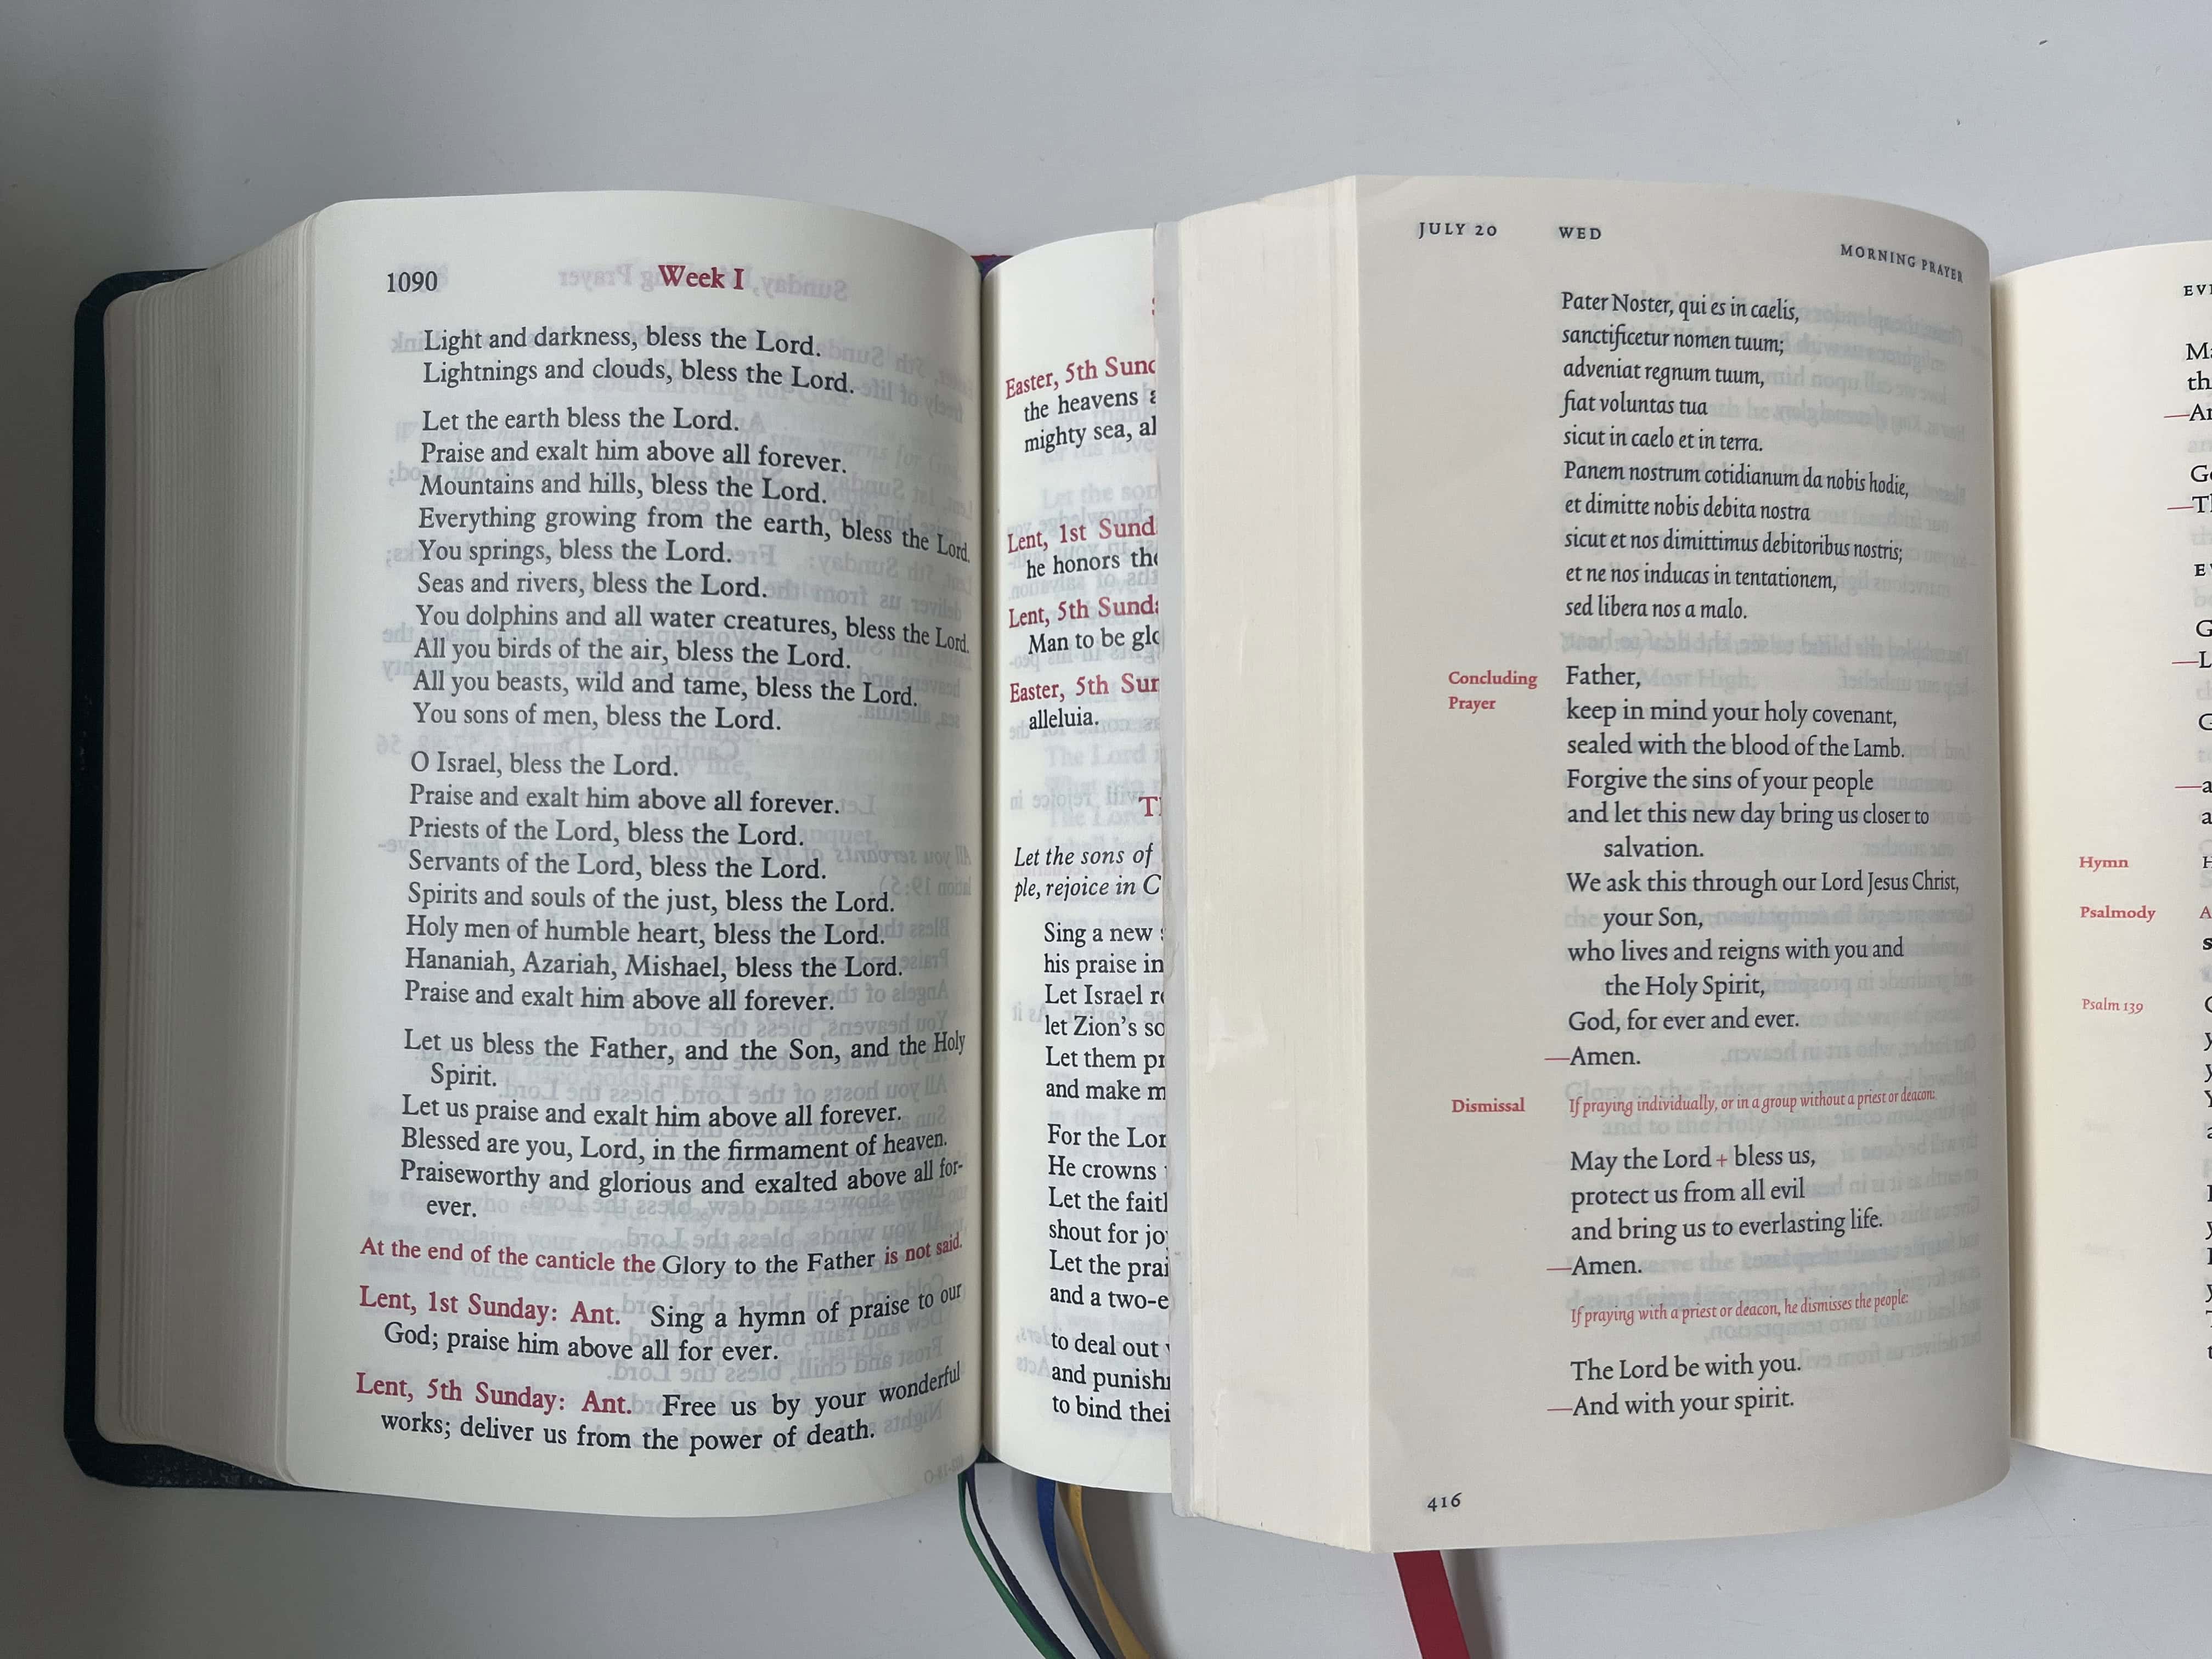 1090 Week I
Light and darkness, bless the Lord.
Lightnings and clouds, bless the Lord.
Let the earth bless the Lord.
Praise and exalt him above all forever.
Mountains and hills, bless the Lord.
Everything growing from the earth, bless the Lord.
You springs, bless the Lord.
Seas and rivers, bless the Lord.
You dolphins and all water creatures, bless the Lord.
All you birds of the air, bless the Lord.
All you beasts, wild and tame, bless the Lord.
You sons of men, bless the Lord.
O Israel, bless the Lord.
Praise and exalt him above all forever.
Priests of the Lord, bless the Lord.
Servants of the Lord, bless the Lord.
Spirits and souls of the just, bless the Lord.
Holy men of humble heart, bless the Lord.
Hananiah, Azariah, Mishael, bless the Lord.
Praise and exalt him above all forever.
Let us bless the Father, and the Son, and the Holy
Spirit.
Let us praise and exalt him above all forever.
Blessed are you, Lord, in the firmament of heaven.
Praiseworthy and glorious and exalted above all for-
ever.
At the end of the canticle the Glory to the Father is not said.
Lent, 1st Sunday: Ant. Sing a hymn of praise to our
God; praise him above all for ever.
Lent, 5th Sunday: Ant. Free us by your wonderful
works; deliver us from the power of death.
Easter, 5th Sund
the heavens
mighty sea, al
Lent, 1st Sund
he honors the
Lent, 5th Sunda
Man to be glo
Easter, 5th Sun
alleluia.
Let the sons of
ple, rejoice in C
Sing a new
his praise in
Let Israel re
let Zion's so
Let them pr
and make m
For the Lor
He crowns
Let the faitl
shout for jo
Let the prai
and a two-e
to deal out
and punish
to bind thei
JULY 20 WED MORNING PRAYER
Pater Noster, qui es in caelis,
sanctificetur nomen tuum;
adveniat regnum tuum,
fiat voluntas tua
sicut in caelo et in terra.
Panem nostrum cotidianum da nobis hodie,
et dimitte nobis debita nostra
sicut et nos dimittimus debitoribus nostris;
et ne nos inducas in tentationem,
sed libera nos a malo.
Concluding Prayer
Father,
keep in mind your holy covenant,
sealed with the blood of the Lamb.
Forgive the sins of your people
and let this new day bring us closer to
salvation.
We ask this through our Lord Jesus Christ,
your Son,
who lives and reigns with you and
the Holy Spirit,
God, for ever and ever.
—Amen.
Dismissal If praying individually, or in a group without a priest or deacon:
May the Lord + bless us,
protect us from all evil
and bring us to everlasting life.
—Amen.
If praying with a priest or deacon, he dismisses the people:
The Lord be with you.
—And with your spirit.
416
Hymn
Psalmody
Psalm 139